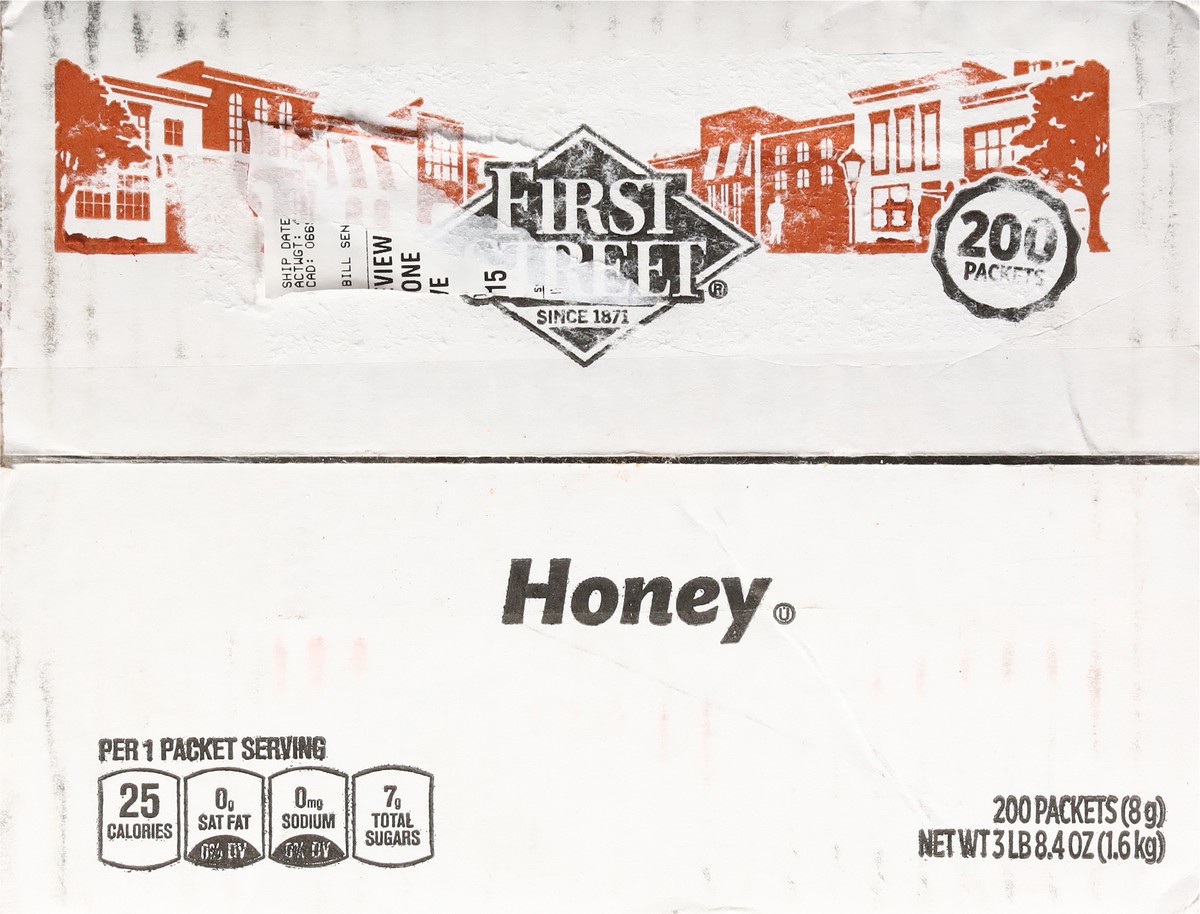 FIRST
STREET®
SINCE 1871
200
PACKETS
SHIP DATE
ACTWGT:
CAD: 066
BILL SEN
VIEW
ONE
VE
15
Honey Ⓤ
PER 1 PACKET SERVING
25
CALORIES
0g
SAT FAT
0% DV
0mg
SODIUM
0% DV
7g
TOTAL
SUGARS
200 PACKETS (8 g)
NET WT 3 LB 8.4 OZ (1.6 kg)